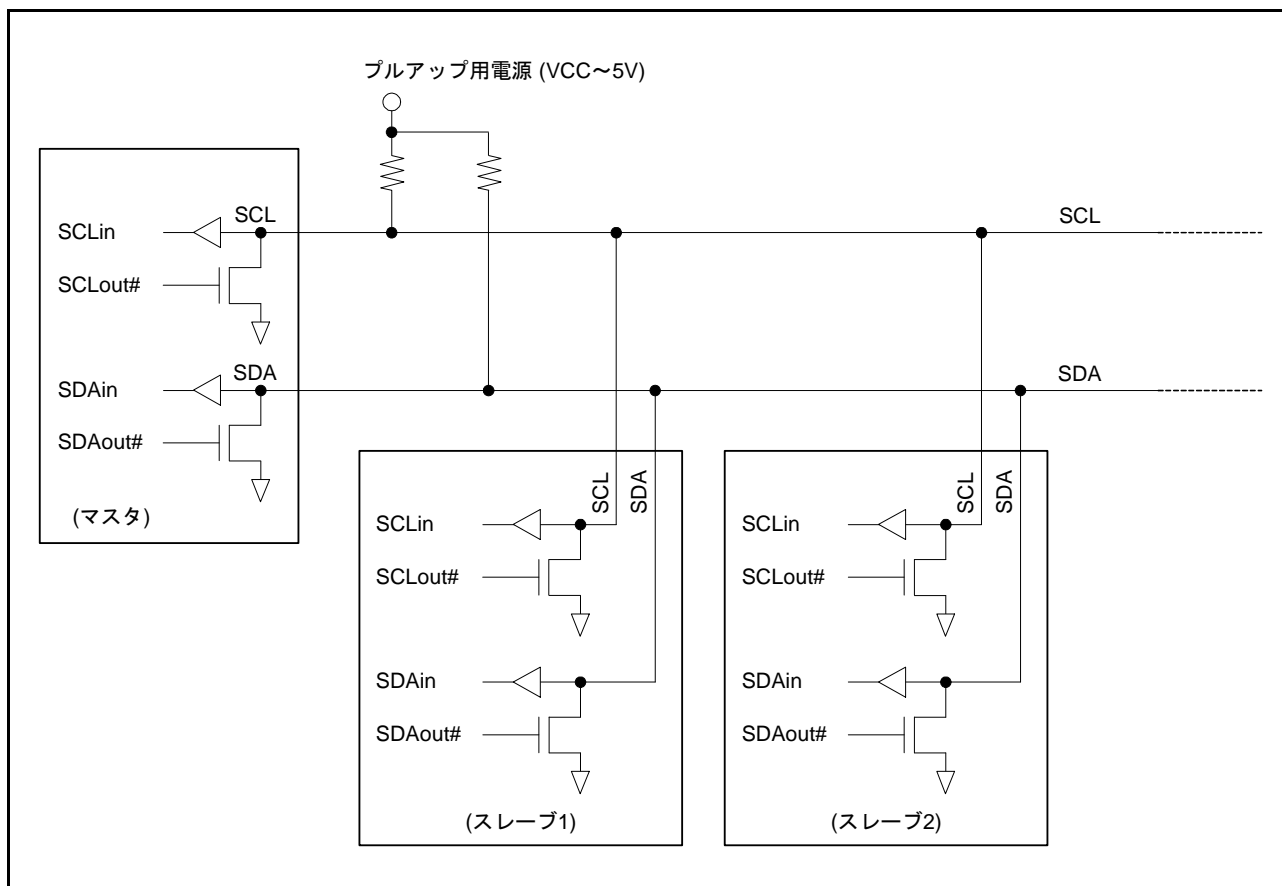 プルアップ用電源 (VCC～5V)
SCLin
SCL
SCL
SCLout#
SDAin
SDA
SDA
SDAout#
(マスタ)
SCL
SDA
SCLin
SCLout#
SDAin
SDAout#
(スレーブ1)
SCL
SDA
SCLin
SCLout#
SDAin
SDAout#
(スレーブ2)